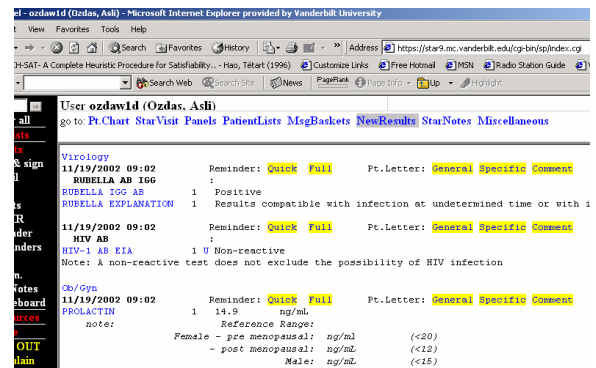 el - ozdaw1d (Ozdas, Asli) - Microsoft Internet Explorer provided by Vanderbilt University
View Favorites Tools Help
Search Favorites History Address https://star9.mc.vanderbilt.edu/cgi-bin/sp/index.cgi
CH-SAT- A Complete Heuristic Procedure for Satisfiability.. - Hao, Tétart (1996) Customize Links Free Hotmail MSN Radio Station Guide
Search Web Search Site News PageRank Page Info Up Highlight
User ozdaw1d (Ozdas, Asli)
go to: Pt.Chart StarVisit Panels PatientLists MsgBaskets NewResults StarNotes Miscellaneous
r all
ists
ts
& sign
il
ts
IR
der
nders
m.
Notes
eboard
urces
e
OUT
plain
Virology
11/19/2002 09:02 Reminder: Quick Full Pt.Letter: General Specific Comment
RUBELLA AB IGG :
RUBELLA IGG AB 1 Positive
RUBELLA EXPLANATION 1 Results compatible with infection at undetermined time or with i
11/19/2002 09:02 Reminder: Quick Full Pt.Letter: General Specific Comment
HIV AB :
HIV-1 AB EIA 1 U Non-reactive
Note: A non-reactive test does not exclude the possibility of HIV infection
Ob/Gyn
11/19/2002 09:02 Reminder: Quick Full Pt.Letter: General Specific Comment
PROLACTIN 1 14.9 ng/mL
note: Reference Range:
Female - pre menopausal: ng/ml (<20)
- post menopausal: ng/mL (<12)
Male: ng/mL (<15)